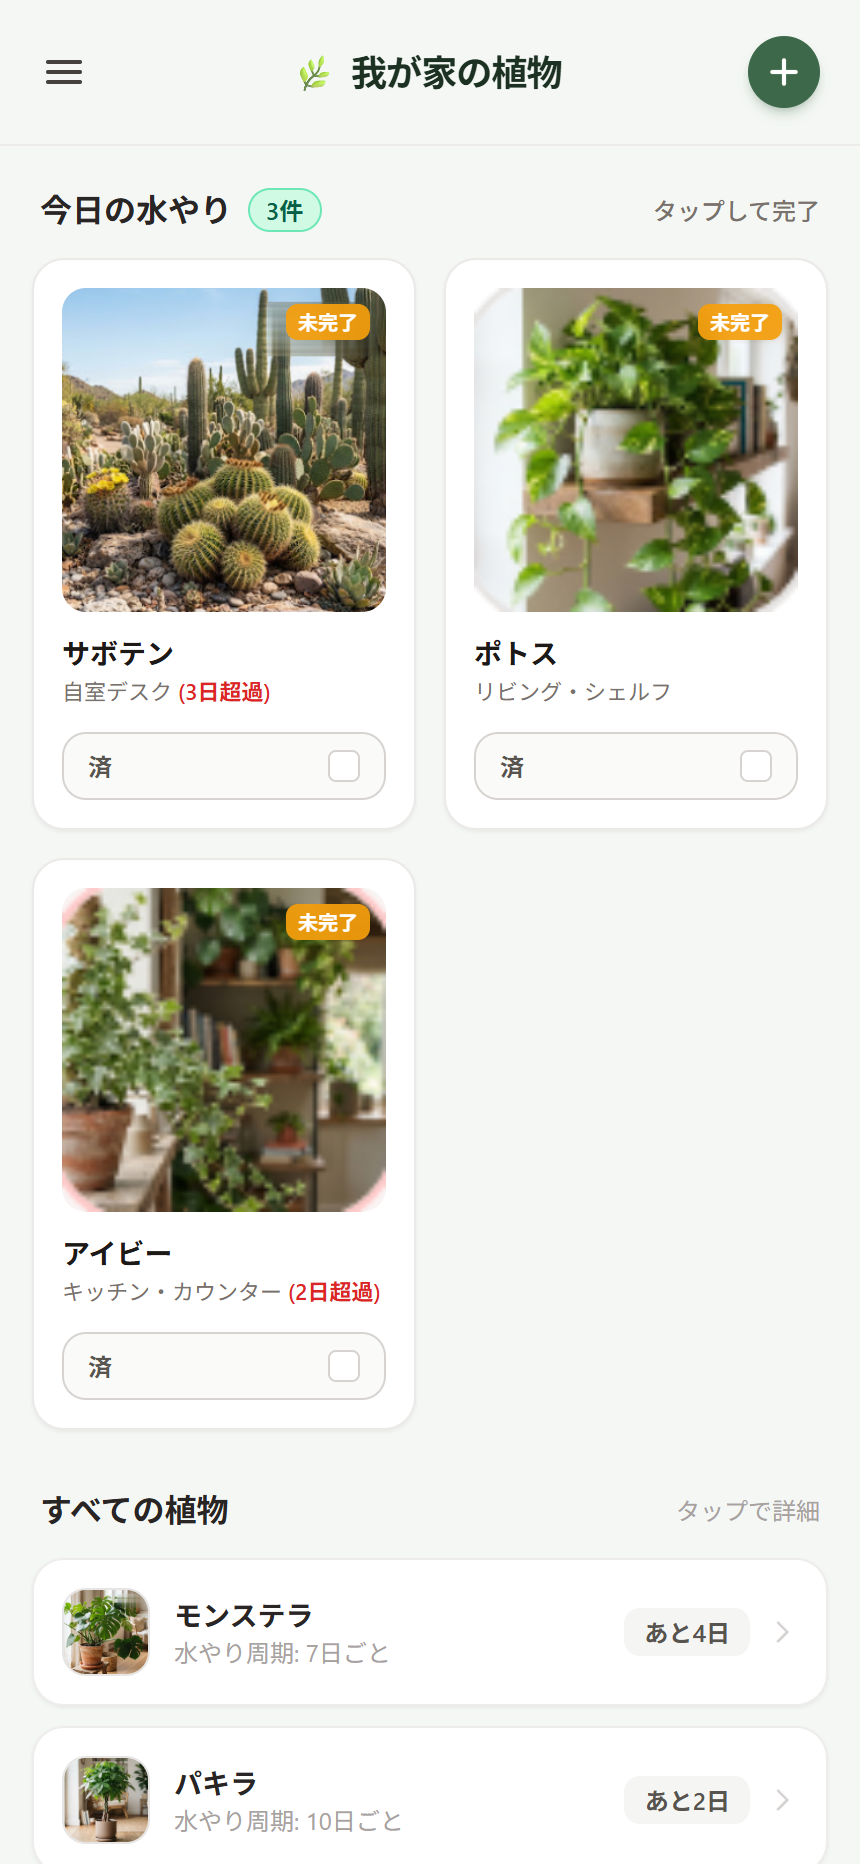 我が家の植物
今日の水やり 3件 タップして完了
未完了
サボテン
自室デスク (3日超過)
済
未完了
ポトス
リビング・シェルフ
済
未完了
アイビー
キッチン・カウンター (2日超過)
済
すべての植物 タップで詳細
モンステラ
水やり周期: 7日ごと
あと4日
パキラ
水やり周期: 10日ごと
あと2日